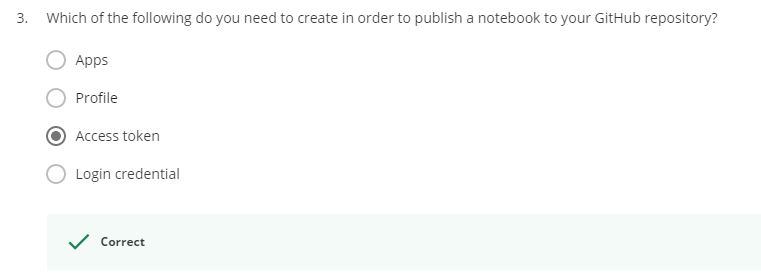 3. Which of the following do you need to create in order to publish a notebook to your GitHub repository?
Apps
Profile
Access token
Login credential
Correct